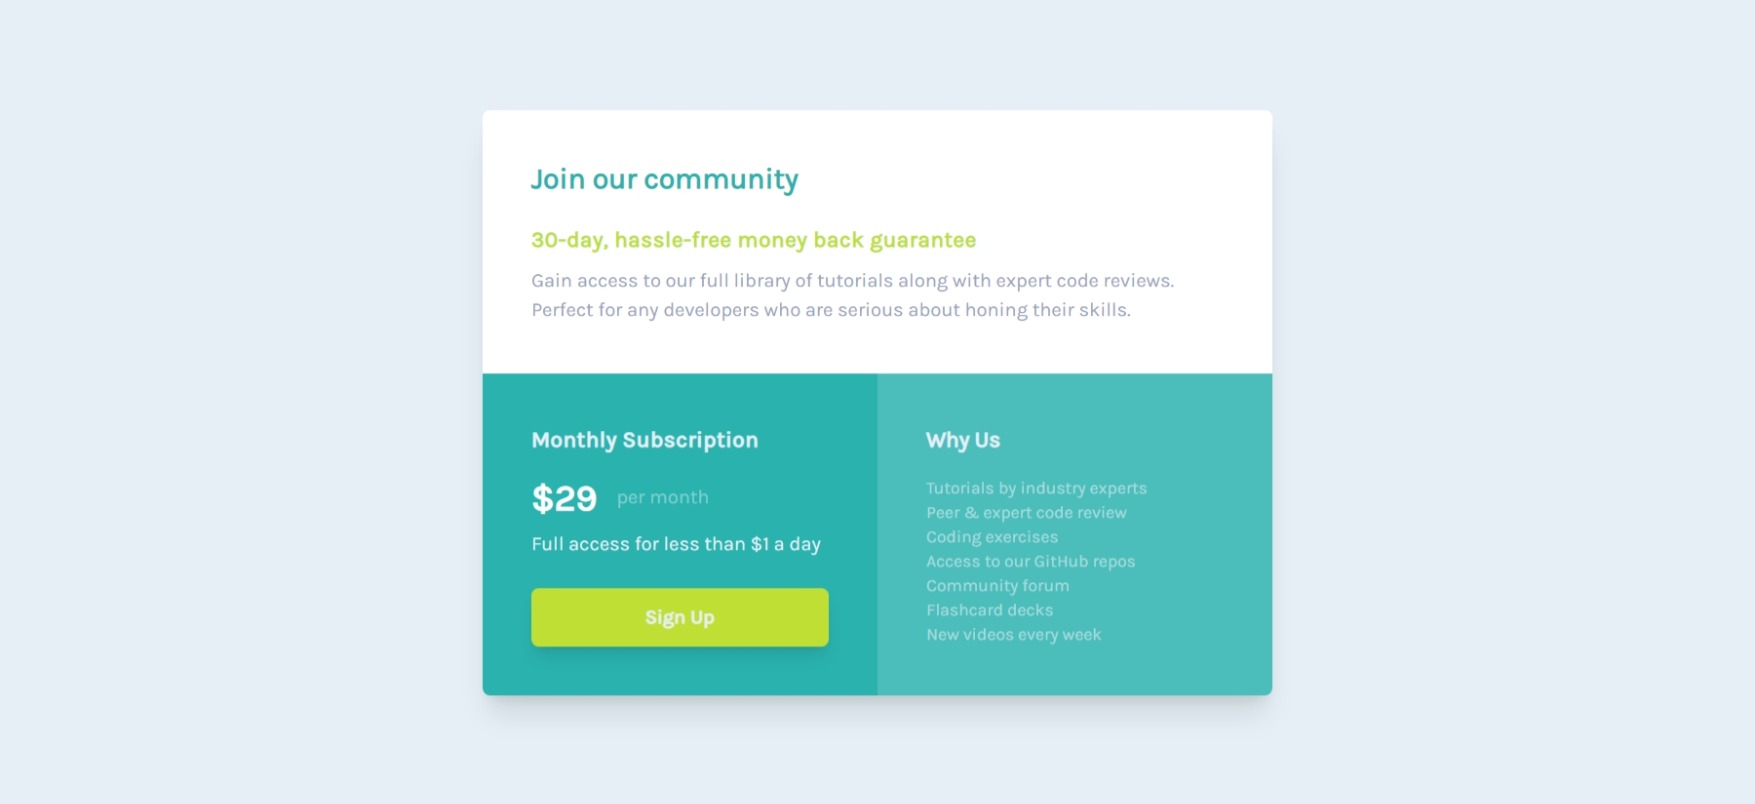 Join our community
30-day, hassle-free money back guarantee
Gain access to our full library of tutorials along with expert code reviews.
Perfect for any developers who are serious about honing their skills.
Monthly Subscription
$29 per month
Full access for less than $1 a day
Sign Up
Why Us
Tutorials by industry experts
Peer & expert code review
Coding exercises
Access to our GitHub repos
Community forum
Flashcard decks
New videos every week